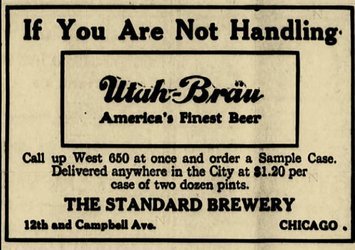 If You Are Not Handling
Utah-Bräu
America's Finest Beer
Call up West 650 at once and order a Sample Case.
Delivered anywhere in the City at $1.20 per
case of two dozen pints.
THE STANDARD BREWERY
12th and Campbell Ave. CHICAGO.